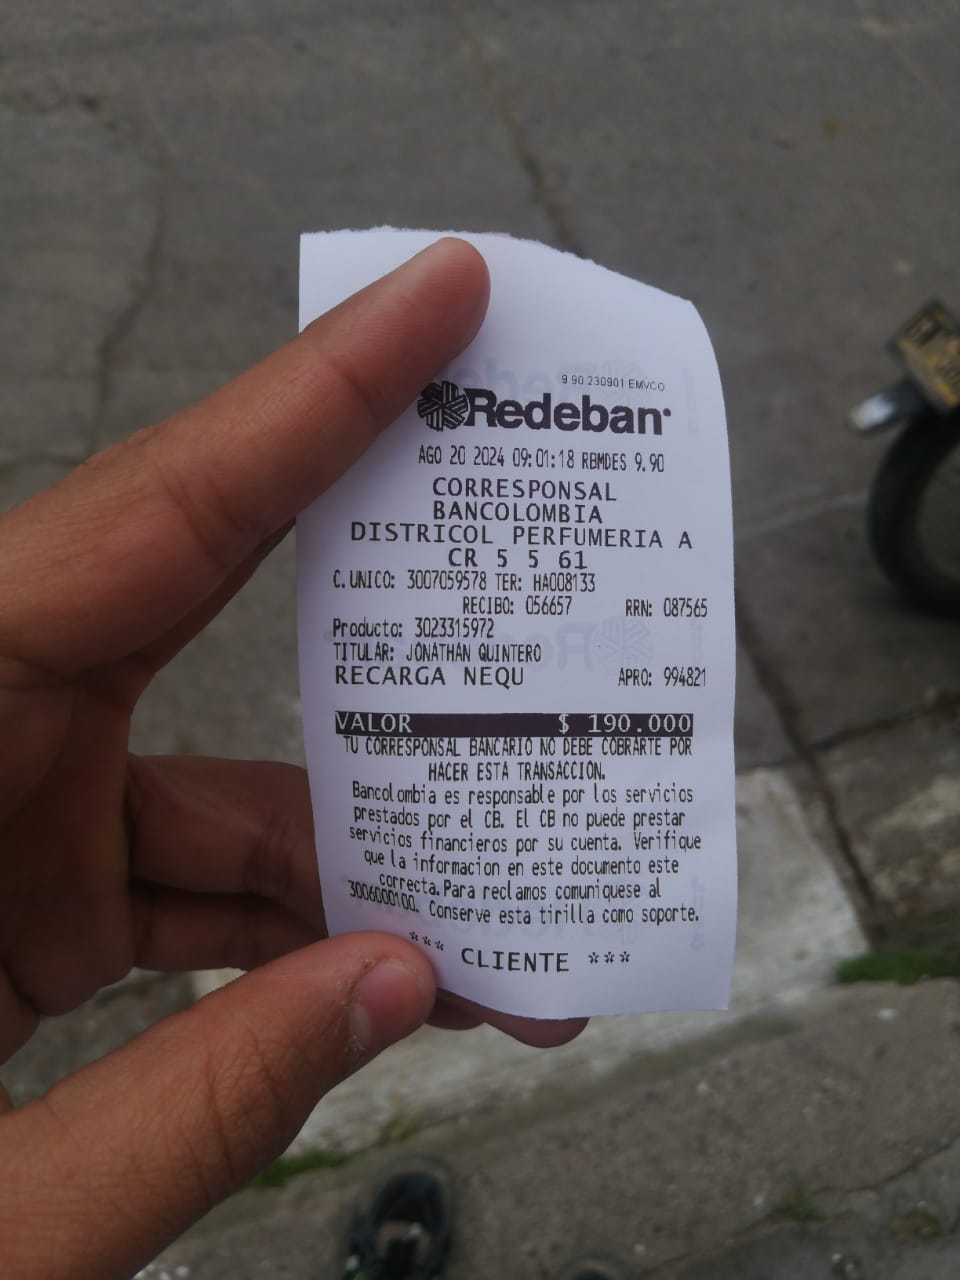 9 90 230901 EMVCO
Redeban
AGO 20 2024 09:01:18 RBMDES 9.90
CORRESPONSAL
BANCOLOMBIA
DISTRICOL PERFUMERIA A
CR 5 5 61
C.UNICO: 3007059578 TER: HA008133
RECIBO: 056657 RRN: 087565
Producto: 3023315972
TITULAR: JONATHAN QUINTERO
RECARGA NEQU APRO: 994821
VALOR $ 190.000
TU CORRESPONSAL BANCARIO NO DEBE COBRARTE POR
HACER ESTA TRANSACCION.
Bancolombia es responsable por los servicios
prestados por el CB. El CB no puede prestar
servicios financieros por su cuenta. Verifique
que la informacion en este documento este
correcta.Para reclamos comuniquese al
3006000100. Conserve esta tirilla como soporte.
*** CLIENTE ***